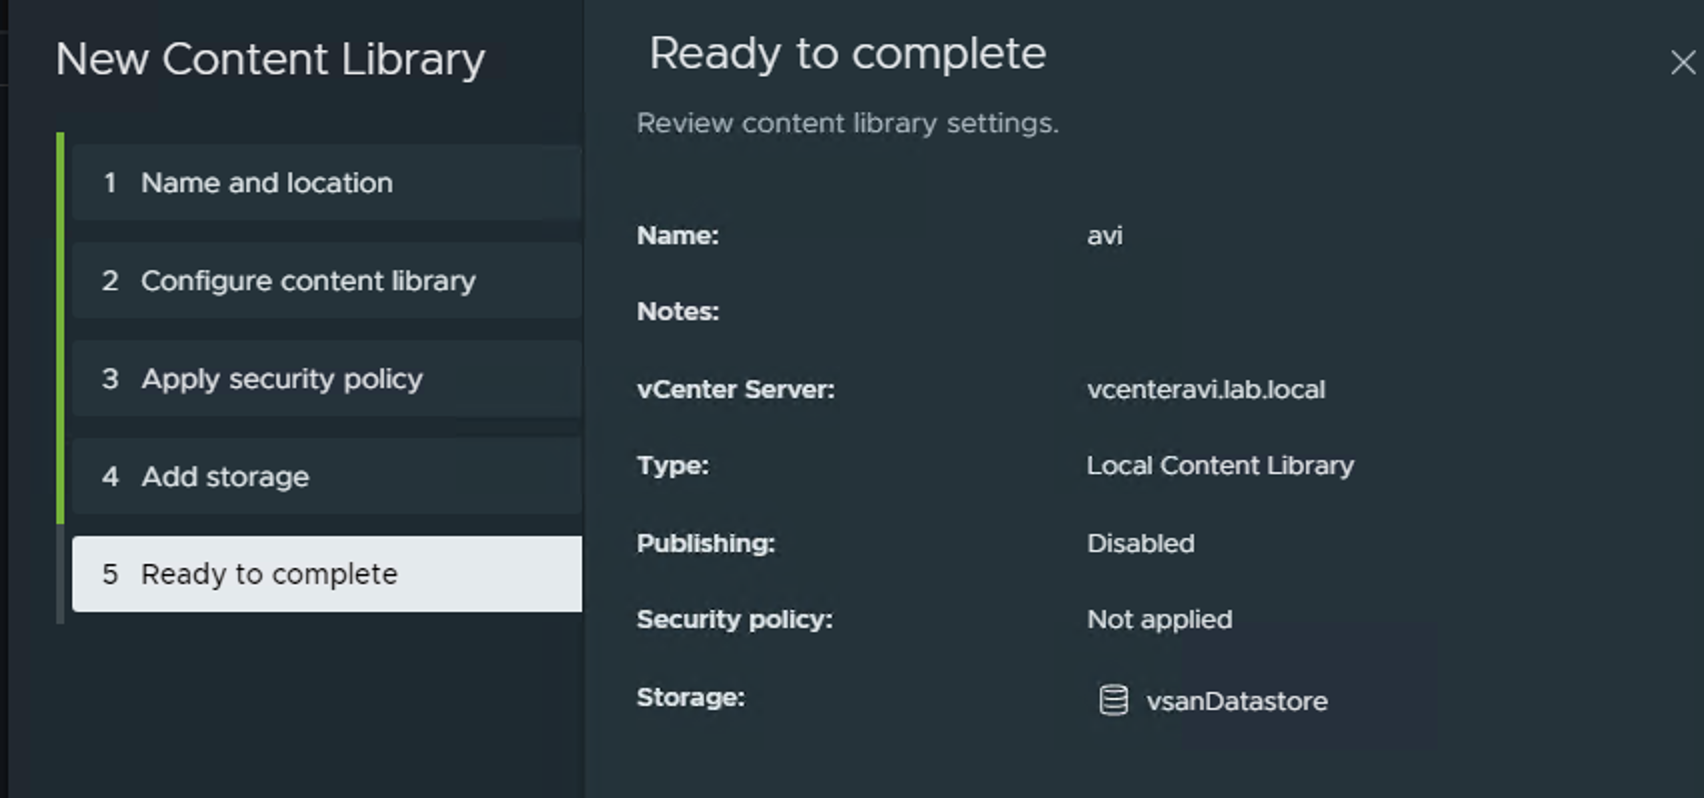 New Content Library
1 Name and location
2 Configure content library
3 Apply security policy
4 Add storage
5 Ready to complete
Ready to complete
Review content library settings.
Name: avi
Notes:
vCenter Server: vcenteravi.lab.local
Type: Local Content Library
Publishing: Disabled
Security policy: Not applied
Storage: vsanDatastore